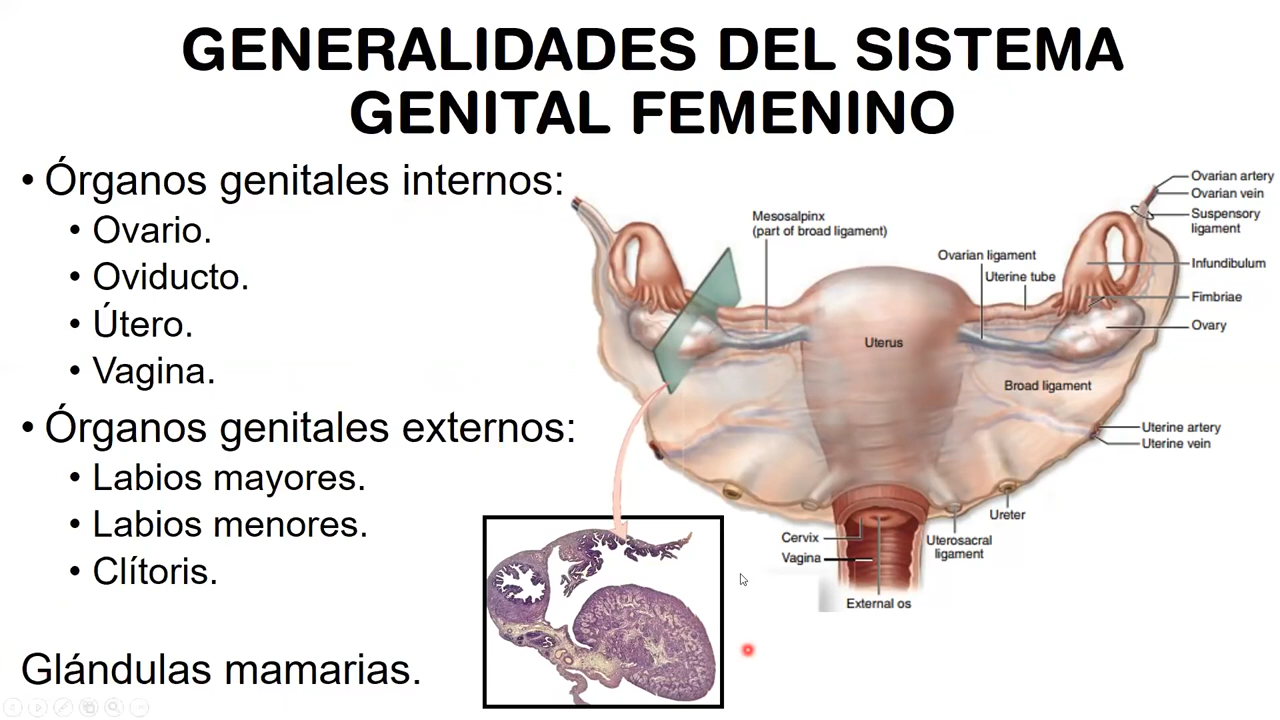 GENERALIDADES DEL SISTEMA
GENITAL FEMENINO
• Órganos genitales internos:
• Ovario.
• Oviducto.
• Útero.
• Vagina.
• Órganos genitales externos:
• Labios mayores.
• Labios menores.
• Clítoris.
Glándulas mamarias.
Mesosalpinx
(part of broad ligament)
Ovarian ligament
Uterine tube
Ovarian artery
Ovarian vein
Suspensory
ligament
Infundibulum
Fimbriae
Ovary
Uterus
Broad ligament
Uterine artery
Uterine vein
Ureter
Uterosacral
ligament
Cervix
Vagina
External os